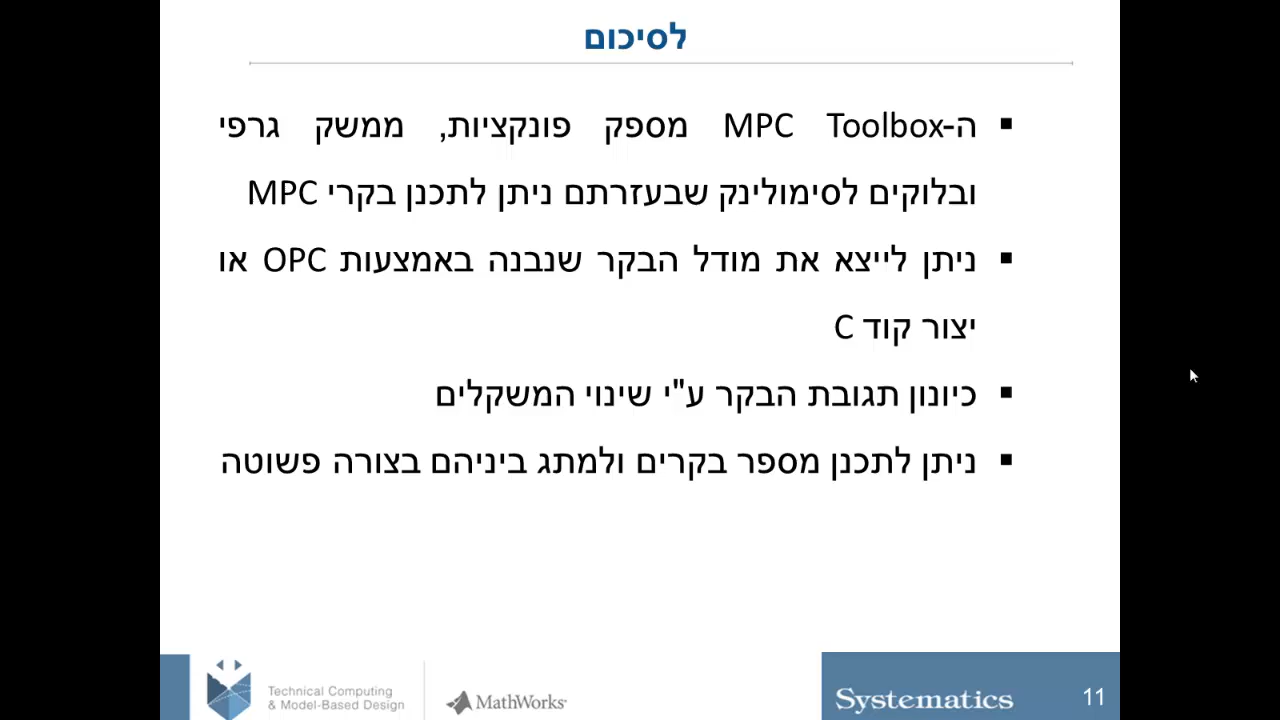 לסיכום
▪ ה-MPC Toolbox מספק פונקציות, ממשק גרפי
ובלוקים לסימולינק שבעזרתם ניתן לתכנן בקרי MPC
▪ ניתן לייצא את מודל הבקר שנבנה באמצעות OPC או
יצור קוד C
▪ כיוונון תגובת הבקר ע"י שינוי המשקלים
▪ ניתן לתכנן מספר בקרים ולמתג ביניהם בצורה פשוטה
Technical Computing
& Model-Based Design
MathWorks
Systematics
11